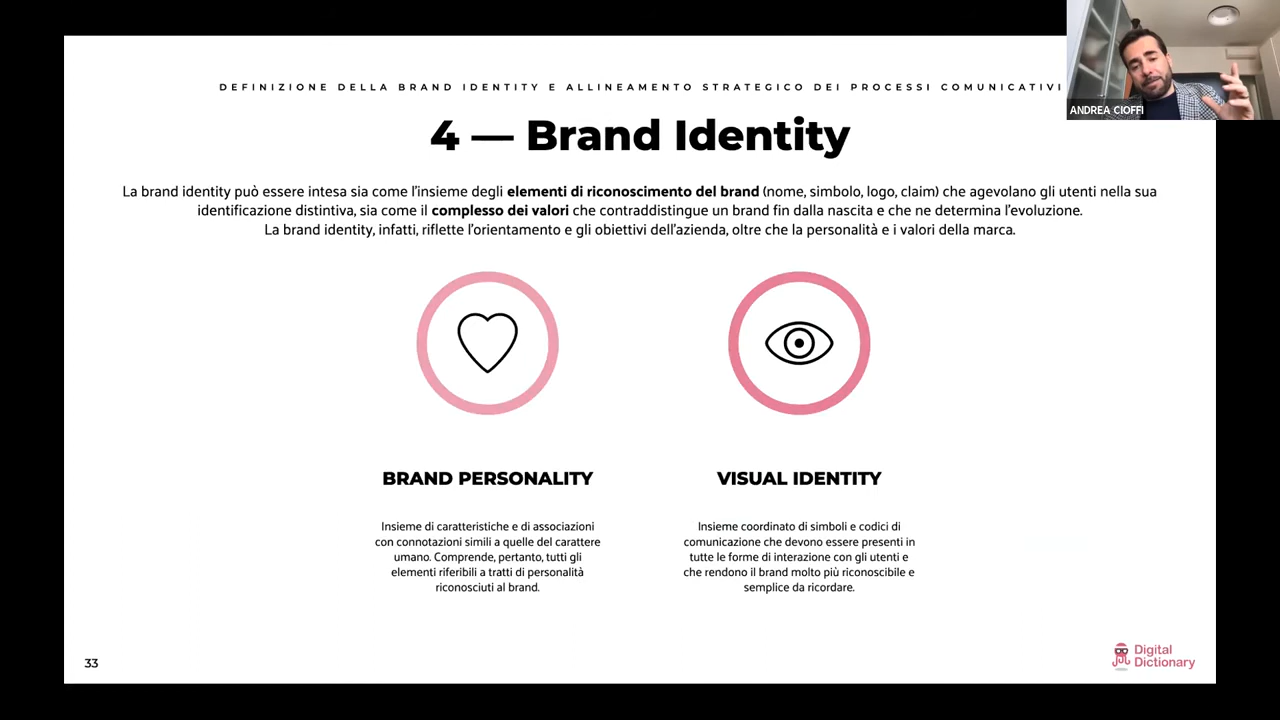 DEFINIZIONE DELLA BRAND IDENTITY E ALLINEAMENTO STRATEGICO DEI PROCESSI COMUNICATIVI
ANDREA CIOFFI
4 — Brand Identity
La brand identity può essere intesa sia come l'insieme degli elementi di riconoscimento del brand (nome, simbolo, logo, claim) che agevolano gli utenti nella sua
identificazione distintiva, sia come il complesso dei valori che contraddistingue un brand fin dalla nascita e che ne determina l'evoluzione.
La brand identity, infatti, riflette l'orientamento e gli obiettivi dell'azienda, oltre che la personalità e i valori della marca.
BRAND PERSONALITY
Insieme di caratteristiche e di associazioni
con connotazioni simili a quelle del carattere
umano. Comprende, pertanto, tutti gli
elementi riferibili a tratti di personalità
riconosciuti al brand.
VISUAL IDENTITY
Insieme coordinato di simboli e codici di
comunicazione che devono essere presenti in
tutte le forme di interazione con gli utenti e
che rendono il brand molto più riconoscibile e
semplice da ricordare.
33
Digital
Dictionary